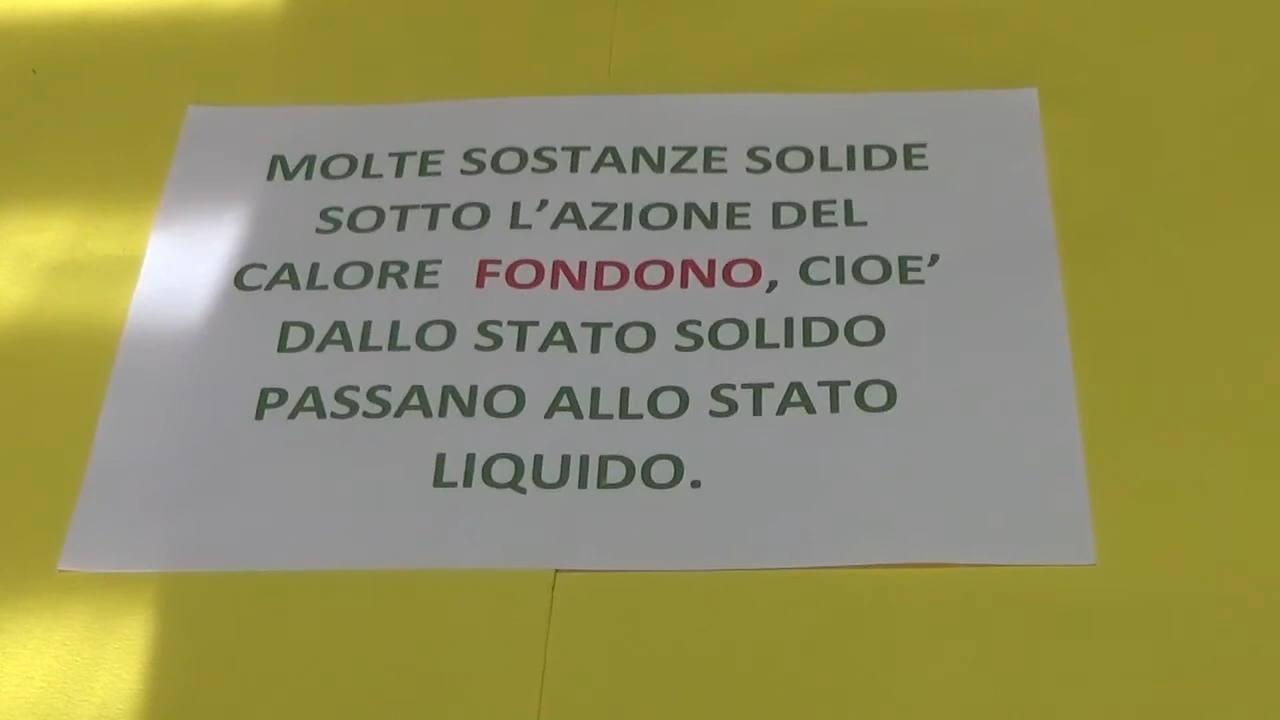 MOLTE SOSTANZE SOLIDE
SOTTO L’AZIONE DEL
CALORE FONDONO, CIOE’
DALLO STATO SOLIDO
PASSANO ALLO STATO
LIQUIDO.